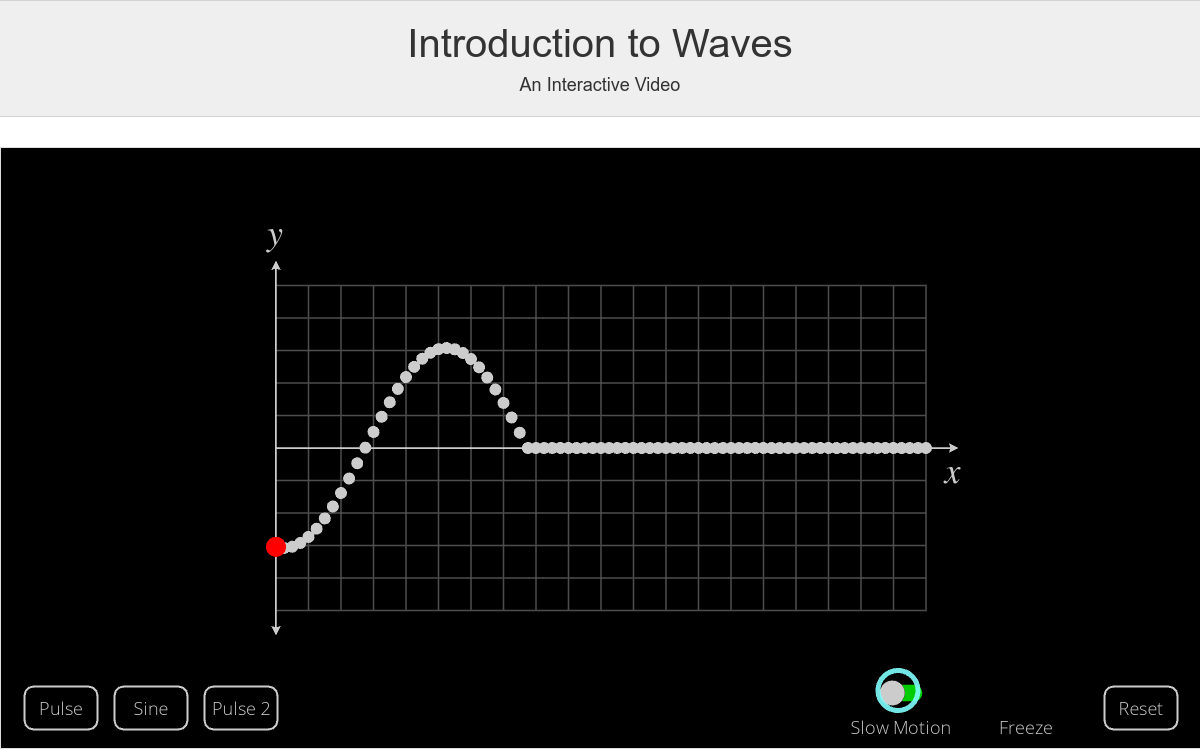 Introduction to Waves
An Interactive Video
y
x
Pulse
Sine
Pulse 2
Slow Motion
Freeze
Reset